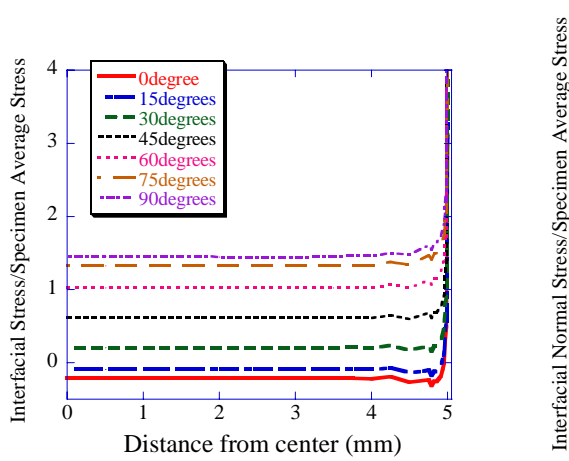 Interfacial Stress/Specimen Average Stress
4
3
2
1
0
0degree
15degrees
30degrees
45degrees
60degrees
75degrees
90degrees
0 1 2 3 4 5
Distance from center (mm)
Interfacial Normal Stress/Specimen Average Stress